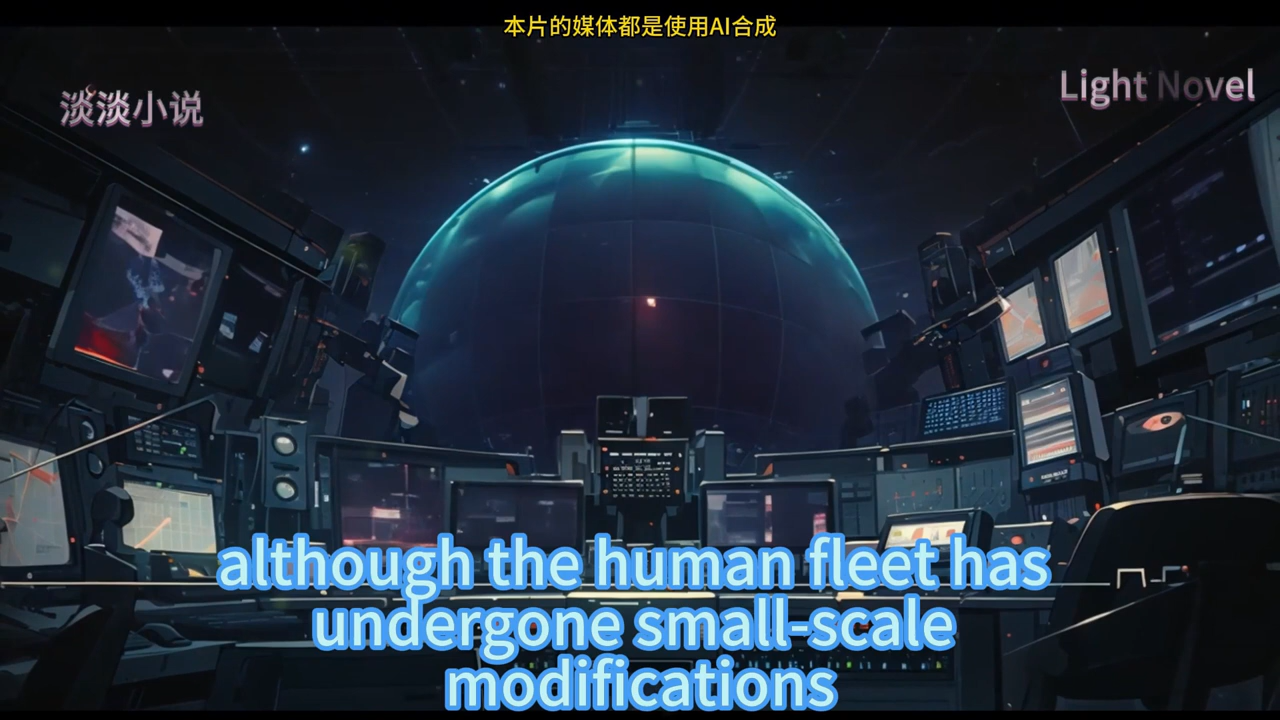 本片的媒体都是使用AI合成
淡淡小说
Light Novel
although the human fleet has
undergone small-scale
modifications